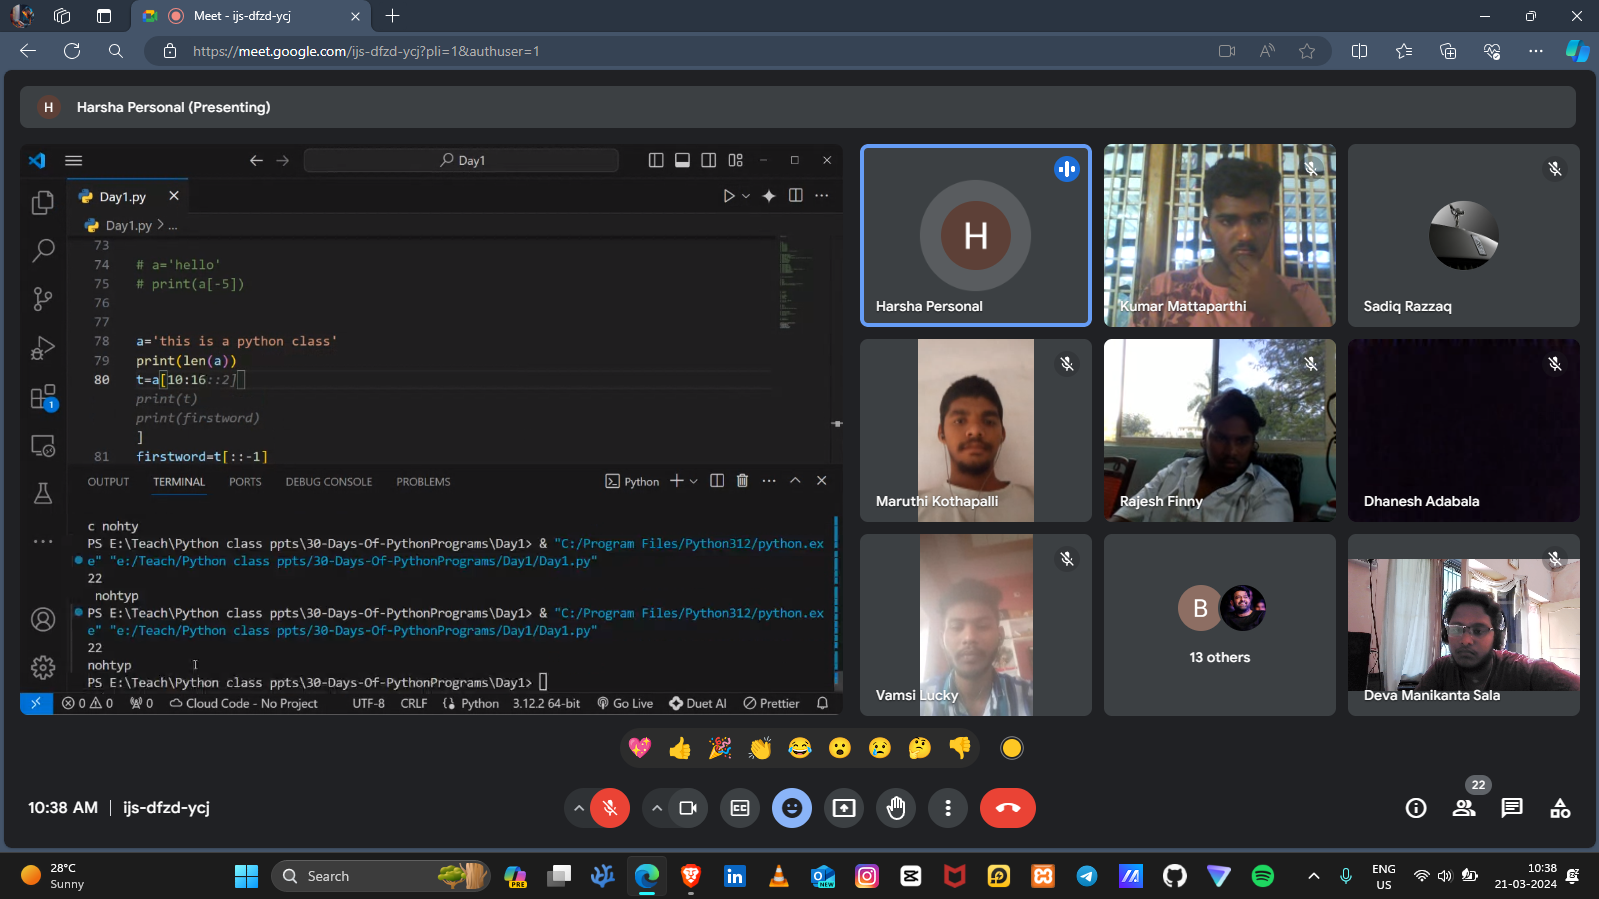 Meet - ijs-dfzd-ycj
https://meet.google.com/ijs-dfzd-ycj?pli=1&authuser=1
H Harsha Personal (Presenting)
Day1
Day1.py
Day1.py > ...
73
74 # a='hello'
75 # print(a[-5])
76
77
78 a='this is a python class'
79 print(len(a))
80 t=a[10:16::2]
print(t)
print(firstword)
]
81 firstword=t[::-1]
1
OUTPUT TERMINAL PORTS DEBUG CONSOLE PROBLEMS
Python
c nohty
PS E:\Teach\Python class ppts\30-Days-Of-PythonPrograms\Day1> & "C:/Program Files/Python312/python.ex
e" "e:/Teach/Python class ppts/30-Days-Of-PythonPrograms/Day1/Day1.py"
22
nohtyp
PS E:\Teach\Python class ppts\30-Days-Of-PythonPrograms\Day1> & "C:/Program Files/Python312/python.ex
e" "e:/Teach/Python class ppts/30-Days-Of-PythonPrograms/Day1/Day1.py"
22
nohtyp
PS E:\Teach\Python class ppts\30-Days-Of-PythonPrograms\Day1>
0 0 0 Cloud Code - No Project UTF-8 CRLF Python 3.12.2 64-bit Go Live Duet AI Prettier
H
Harsha Personal
Kumar Mattaparthi
Sadiq Razzaq
Maruthi Kothapalli
Rajesh Finny
Dhanesh Adabala
Vamsi Lucky
B
13 others
Deva Manikanta Sala
10:38 AM | ijs-dfzd-ycj
22
28°C
Sunny
Search
PRE
NEW
ENG
US
10:38
21-03-2024